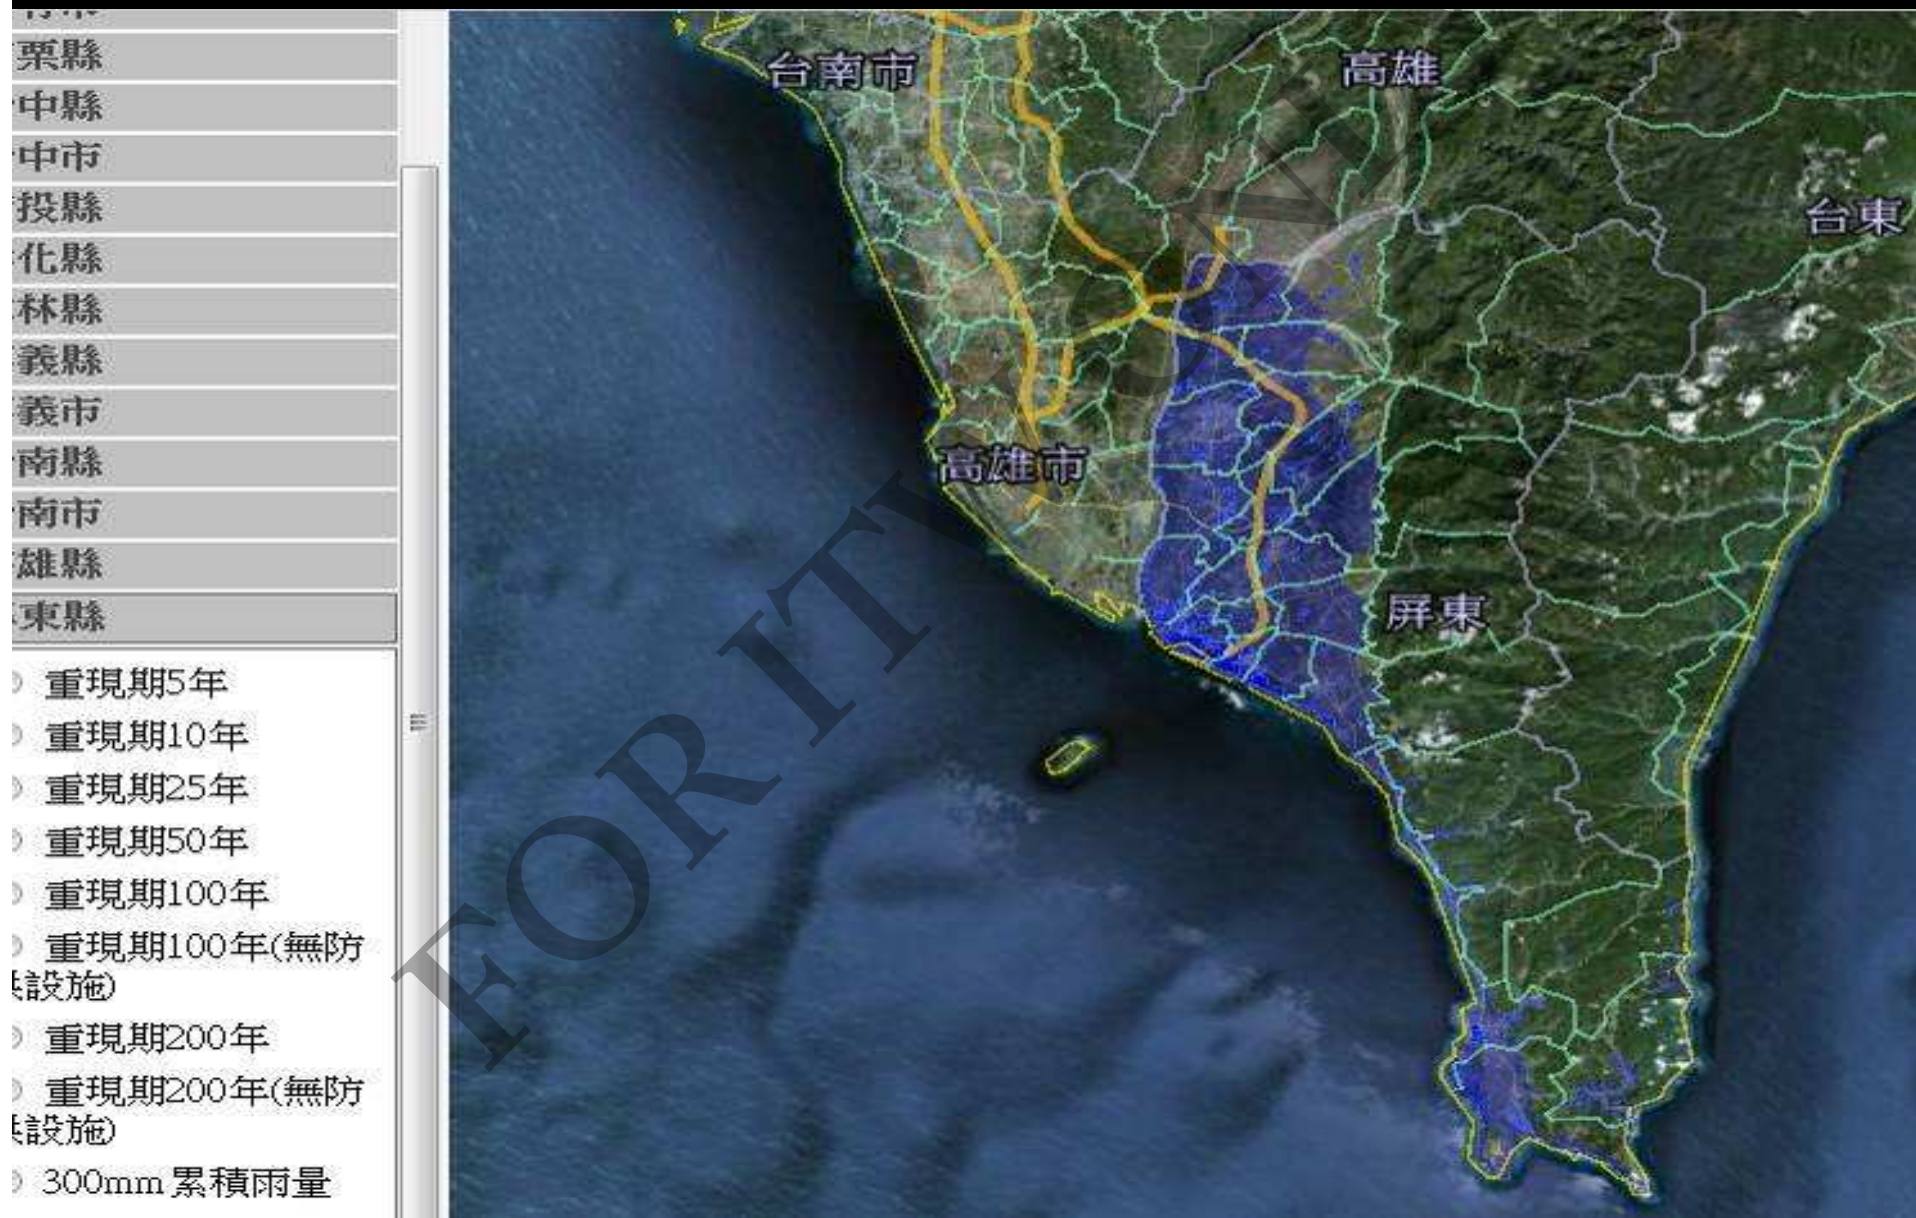 栗縣
中縣
中市
投縣
化縣
林縣
義縣
義市
南縣
南市
雄縣
東縣
重現期5年
重現期10年
重現期25年
重現期50年
重現期100年
重現期100年(無防
設施)
重現期200年
重現期200年(無防
設施)
300mm累積雨量
台南市
高雄
台東
高雄市
屏東